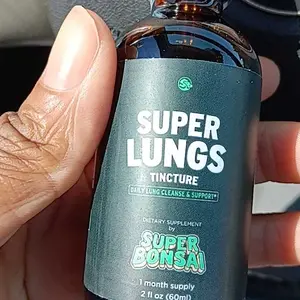 SUPER
LUNGS
TINCTURE
DAILY LUNG CLEANSE & SUPPORT*
DIETARY SUPPLEMENT
by
SUPER
BONSAI
1 month supply
2 fl oz (60ml)